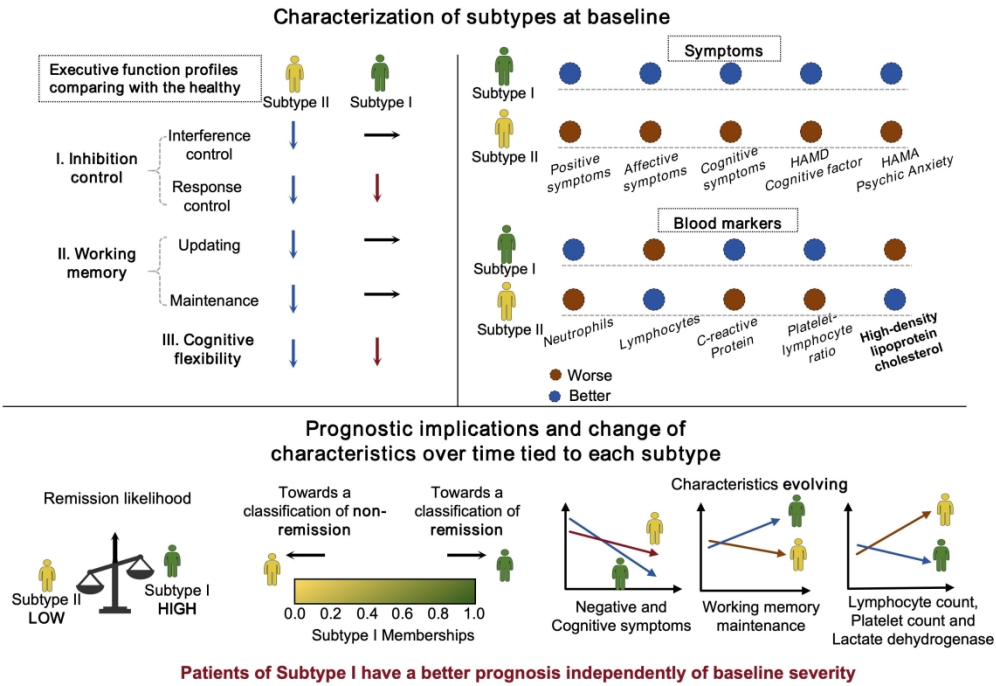 Characterization of subtypes at baseline
Executive function profiles
comparing with the healthy
Subtype II
Subtype I
I. Inhibition
control
Interference
control
Response
control
II. Working
memory
Updating
Maintenance
III. Cognitive
flexibility
Symptoms
Subtype I
Subtype II
Positive
symptoms
Affective
symptoms
Cognitive
symptoms
HAMD
Cognitive factor
HAMA
Psychic Anxiety
Blood markers
Subtype I
Subtype II
Neutrophils
Lymphocytes
C-reactive
Protein
Platelet-
lymphocyte
ratio
High-density
lipoprotein
cholesterol
Worse
Better
Prognostic implications and change of
characteristics over time tied to each subtype
Remission likelihood
Subtype II
LOW
Subtype I
HIGH
Towards a
classification of non-
remission
Towards a
classification of
remission
0.0 0.2 0.4 0.6 0.8 1.0
Subtype I Memberships
Characteristics evolving
Negative and
Cognitive symptoms
Working memory
maintenance
Lymphocyte count,
Platelet count and
Lactate dehydrogenase
Patients of Subtype I have a better prognosis independently of baseline severity